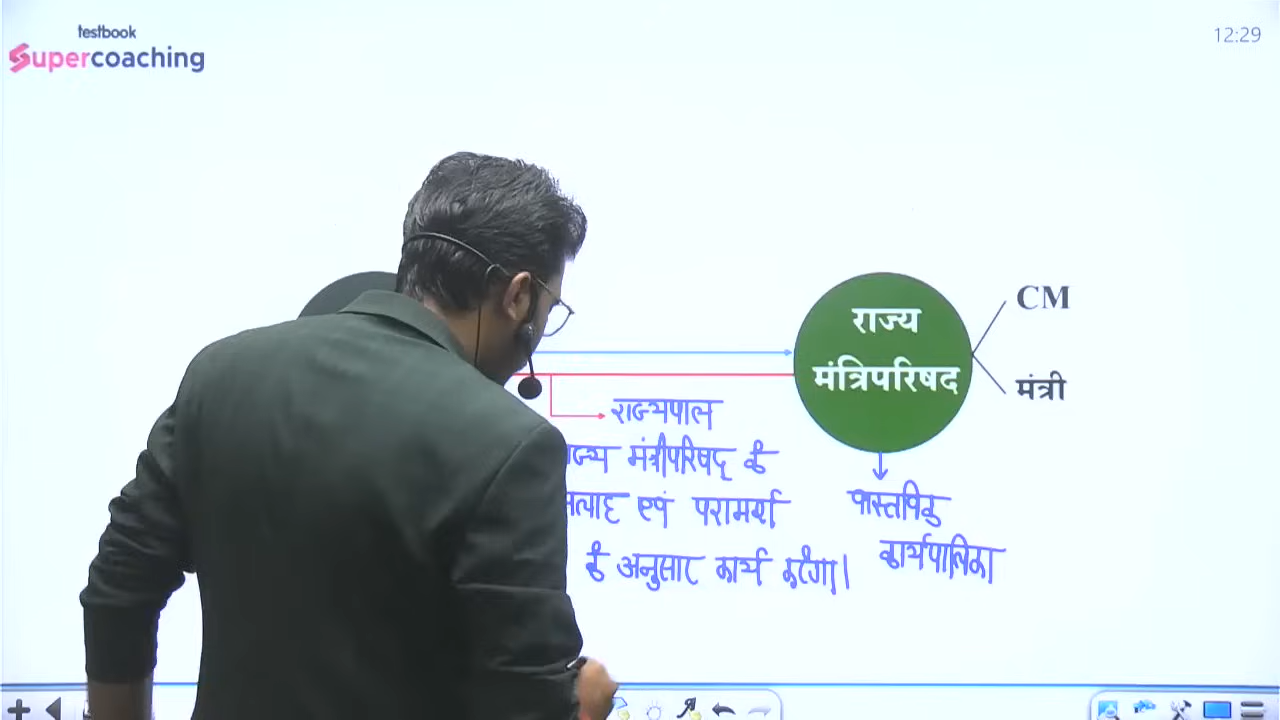 testbook
Supercoaching
12:29
राज्य
मंत्रिपरिषद
CM
मंत्री
राज्यपाल
राज्य मंत्रीपरिषद् के
सलाह एवं परामर्श
के अनुसार कार्य करेगा।
वास्तविक
कार्यपालिका